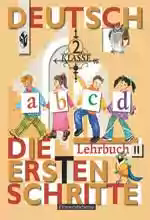 DEUTSCH
2
KLASSE
a b c d
Lehrbuch II
DIE
ERSTEN
SCHRITTE